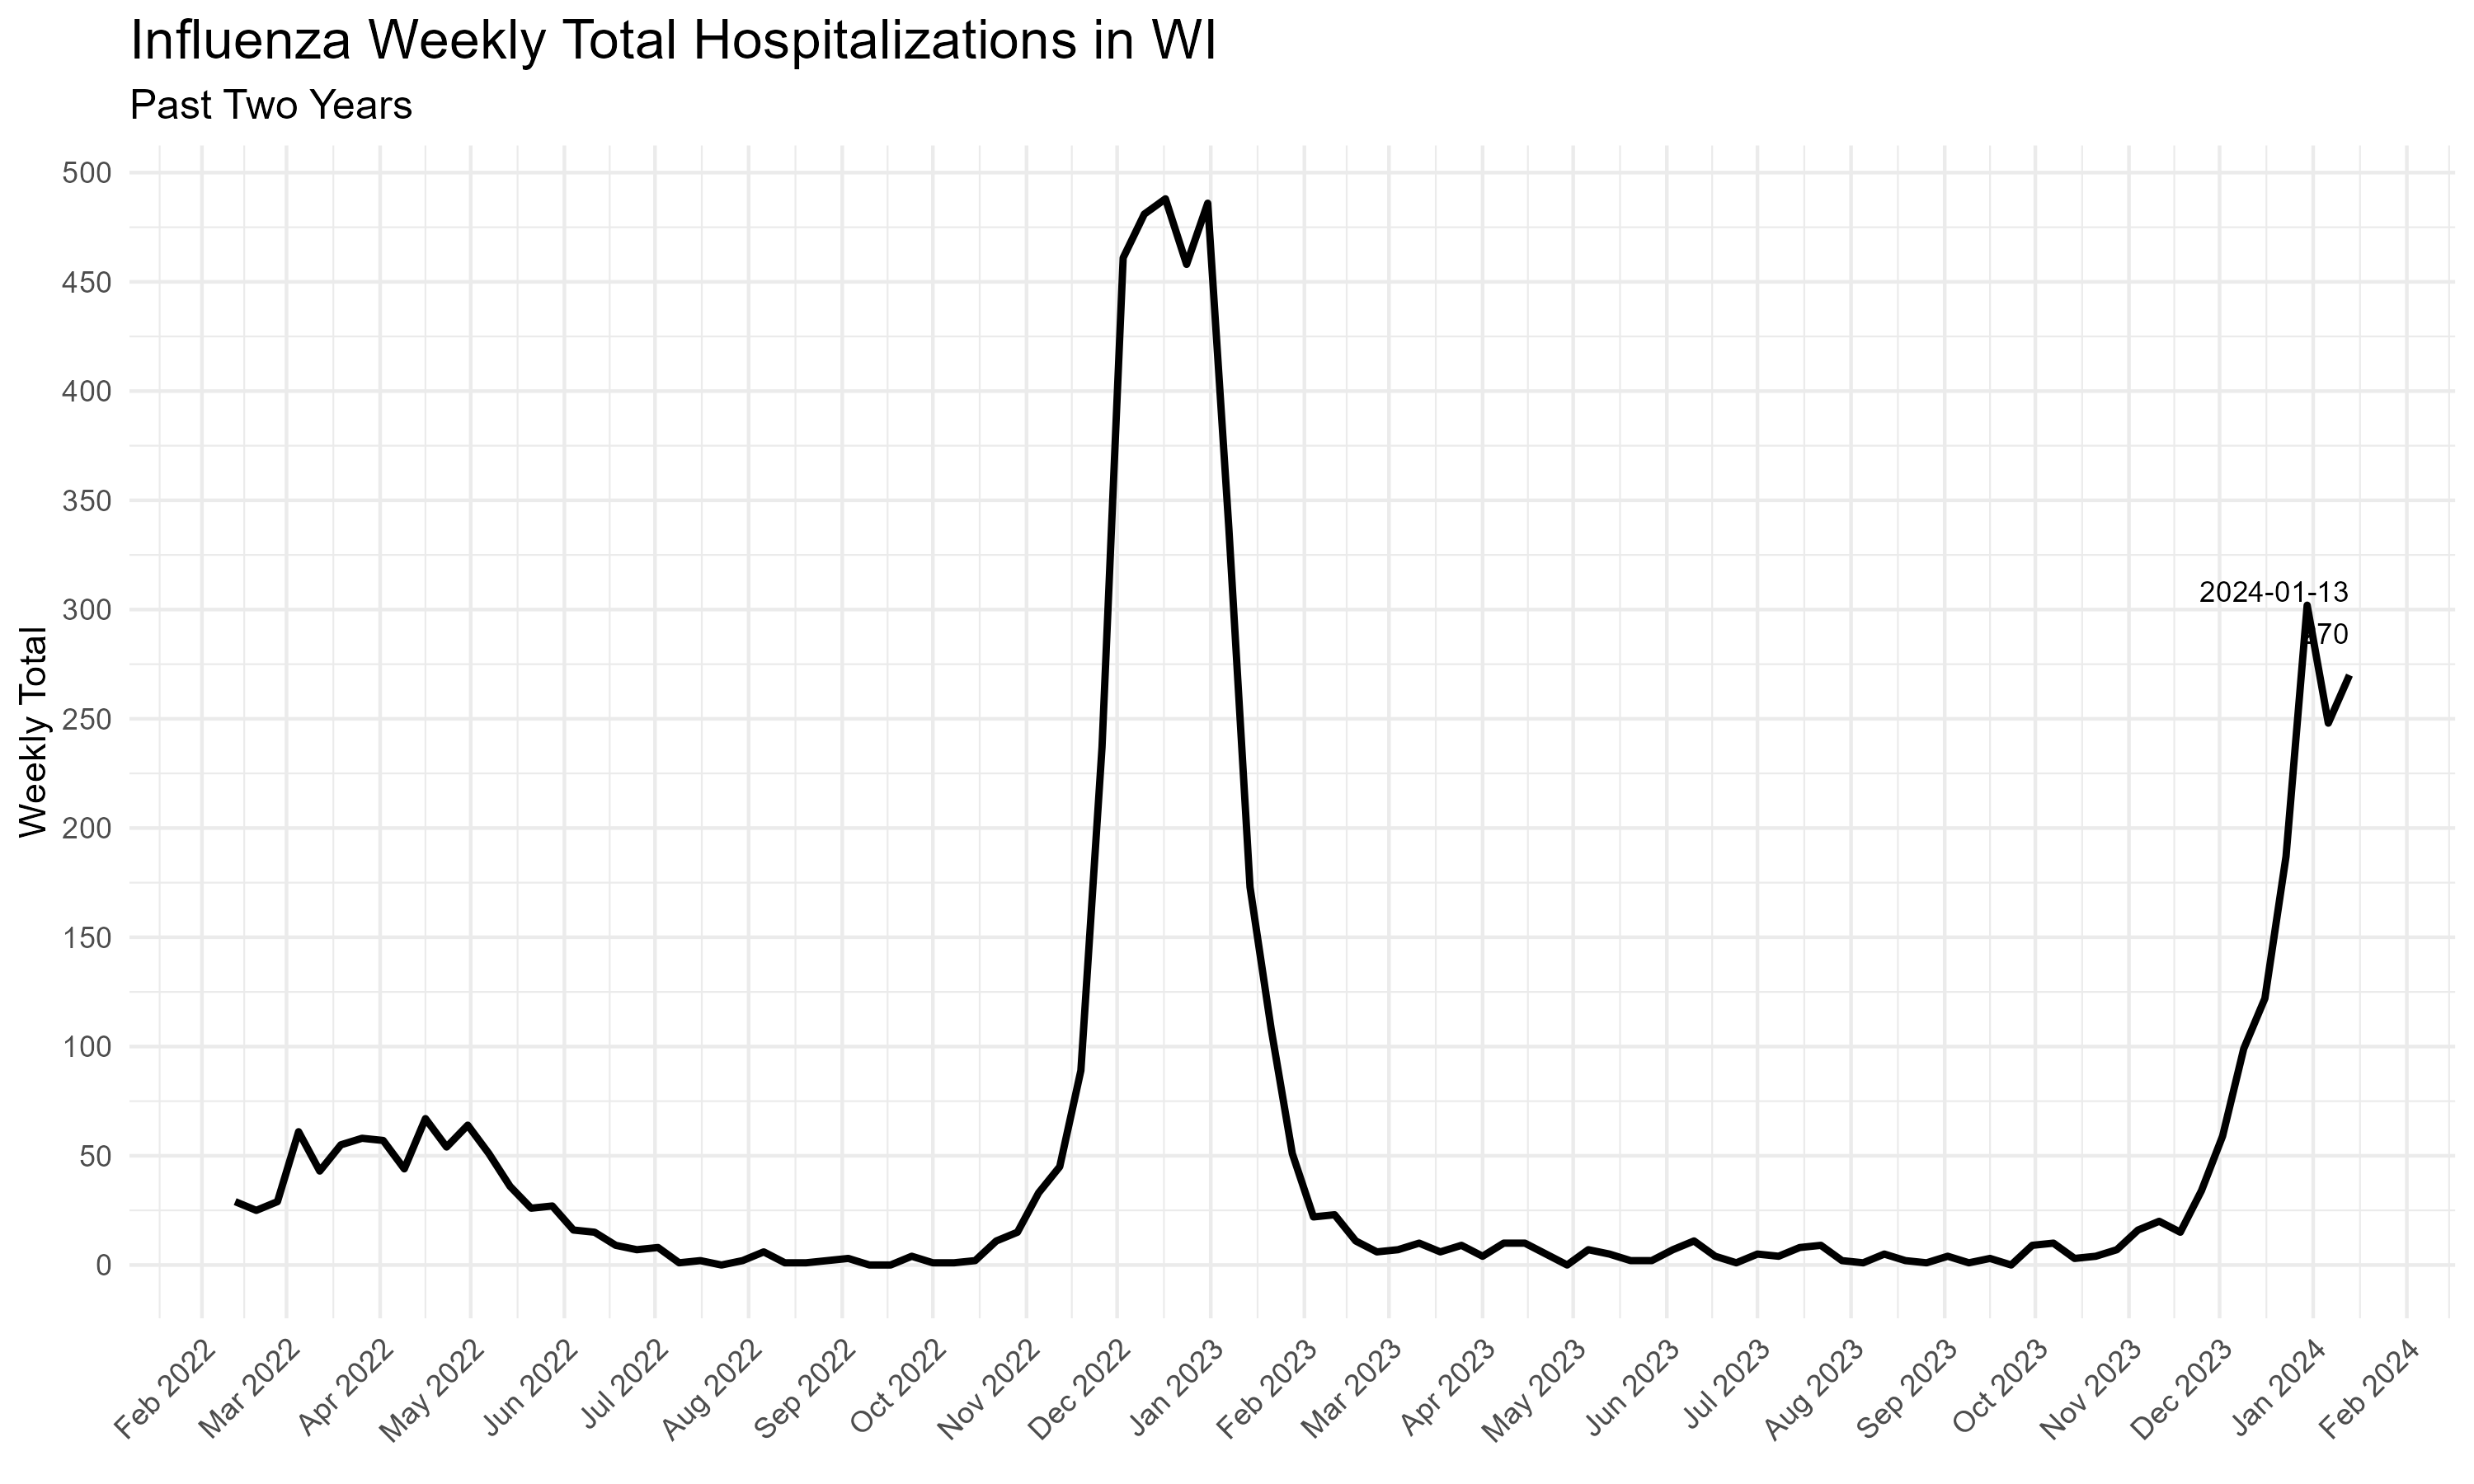 Influenza Weekly Total Hospitalizations in WI
Past Two Years
Weekly Total
500
450
400
350
300
250
200
150
100
50
0
2024-01-13
70
Feb 2022
Mar 2022
Apr 2022
May 2022
Jun 2022
Jul 2022
Aug 2022
Sep 2022
Oct 2022
Nov 2022
Dec 2022
Jan 2023
Feb 2023
Mar 2023
Apr 2023
May 2023
Jun 2023
Jul 2023
Aug 2023
Sep 2023
Oct 2023
Nov 2023
Dec 2023
Jan 2024
Feb 2024